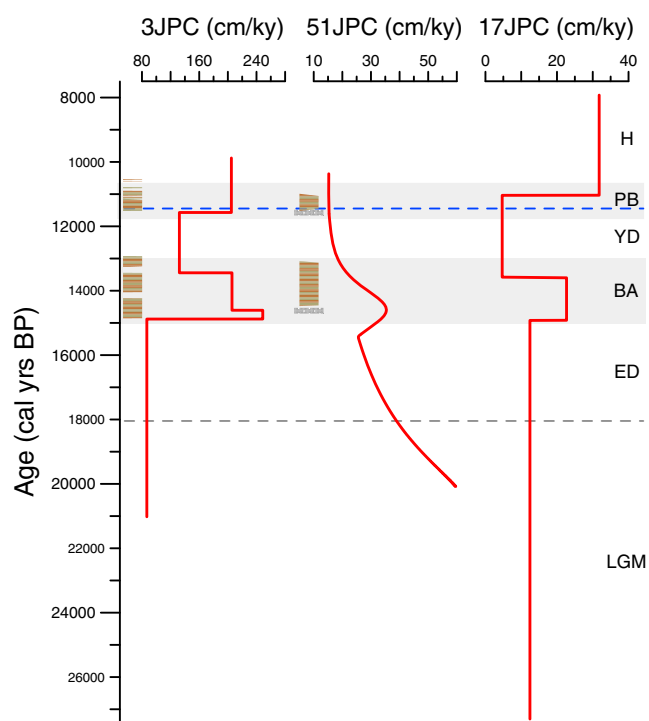 3JPC (cm/ky) 51JPC (cm/ky) 17JPC (cm/ky)
80 160 240 10 30 50 0 20 40
8000
10000
12000
14000
16000
18000
20000
22000
24000
26000
Age (cal yrs BP)
H
PB
YD
BA
ED
LGM